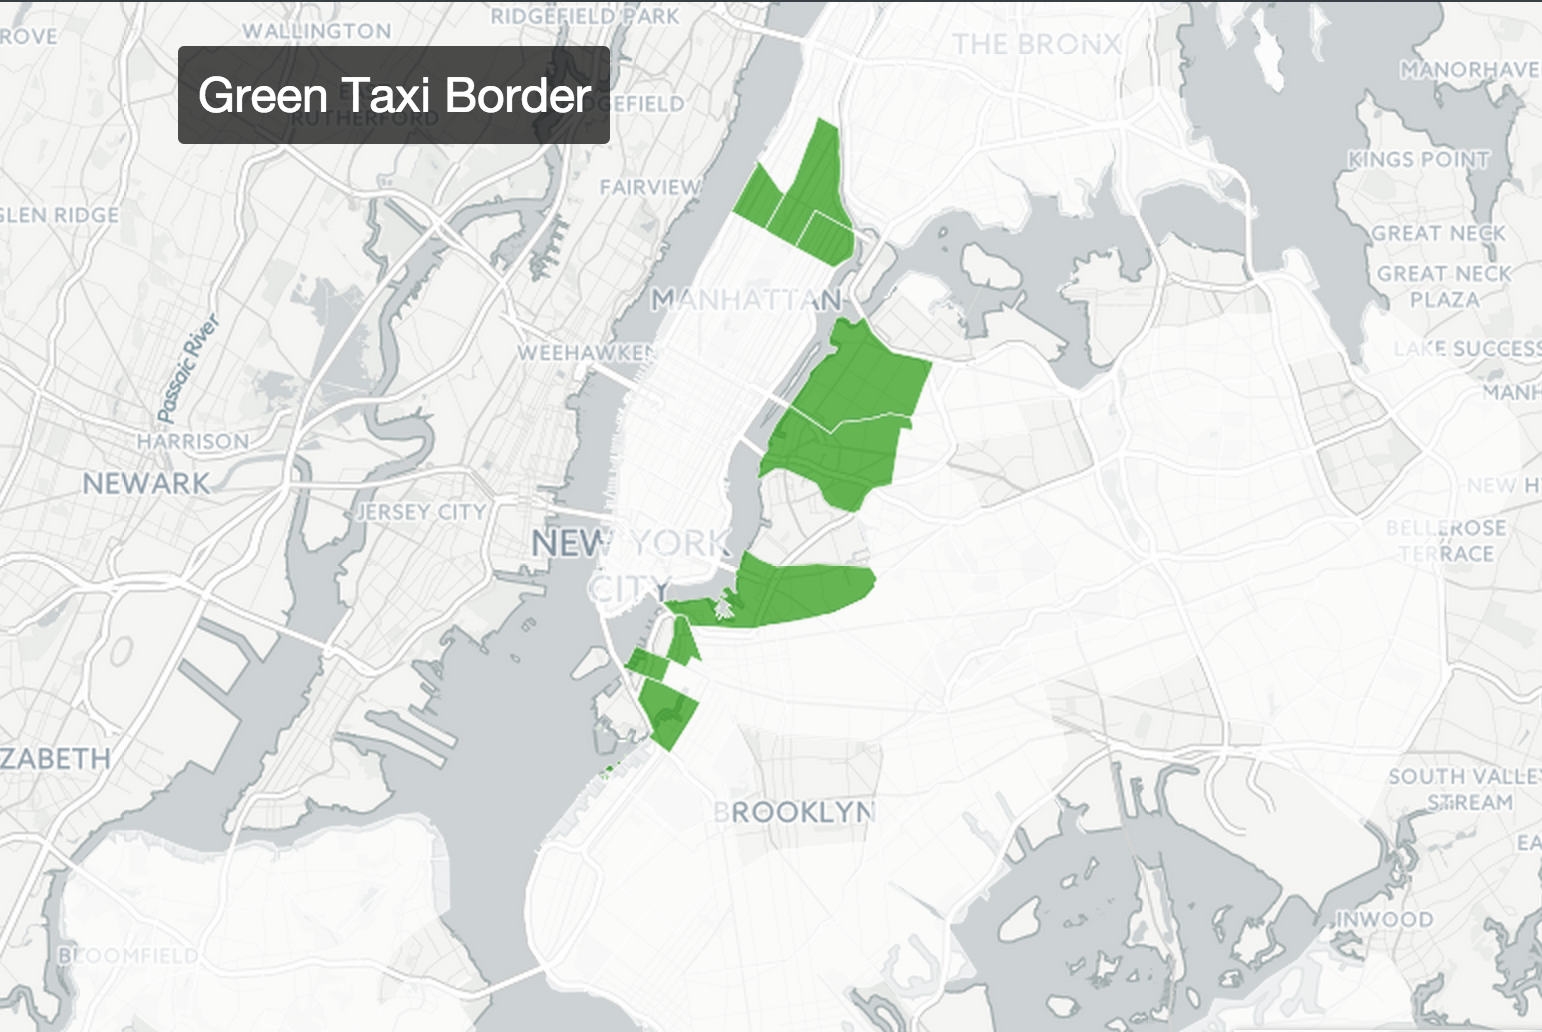 RIDGEFIELD PARK
ROVE
WALLINGTON
THE BRONX
MANORHAVE
Green Taxi Border
DGEFIELD
RUTHERFORD
KINGS POINT
FAIRVIEW
GLEN RIDGE
GREAT NECK
GREAT NECK
PLAZA
MANHATTAN
Passaic River
WEEHAWKEN
LAKE SUCCESS
MANH
HARRISON
NEWARK
NEW H
JERSEY CITY
BELLEROSE
TERRACE
NEW YORK
CITY
ZABETH
SOUTH VALLEY
STREAM
BROOKLYN
EA
INWOOD
BLOOMFIELD